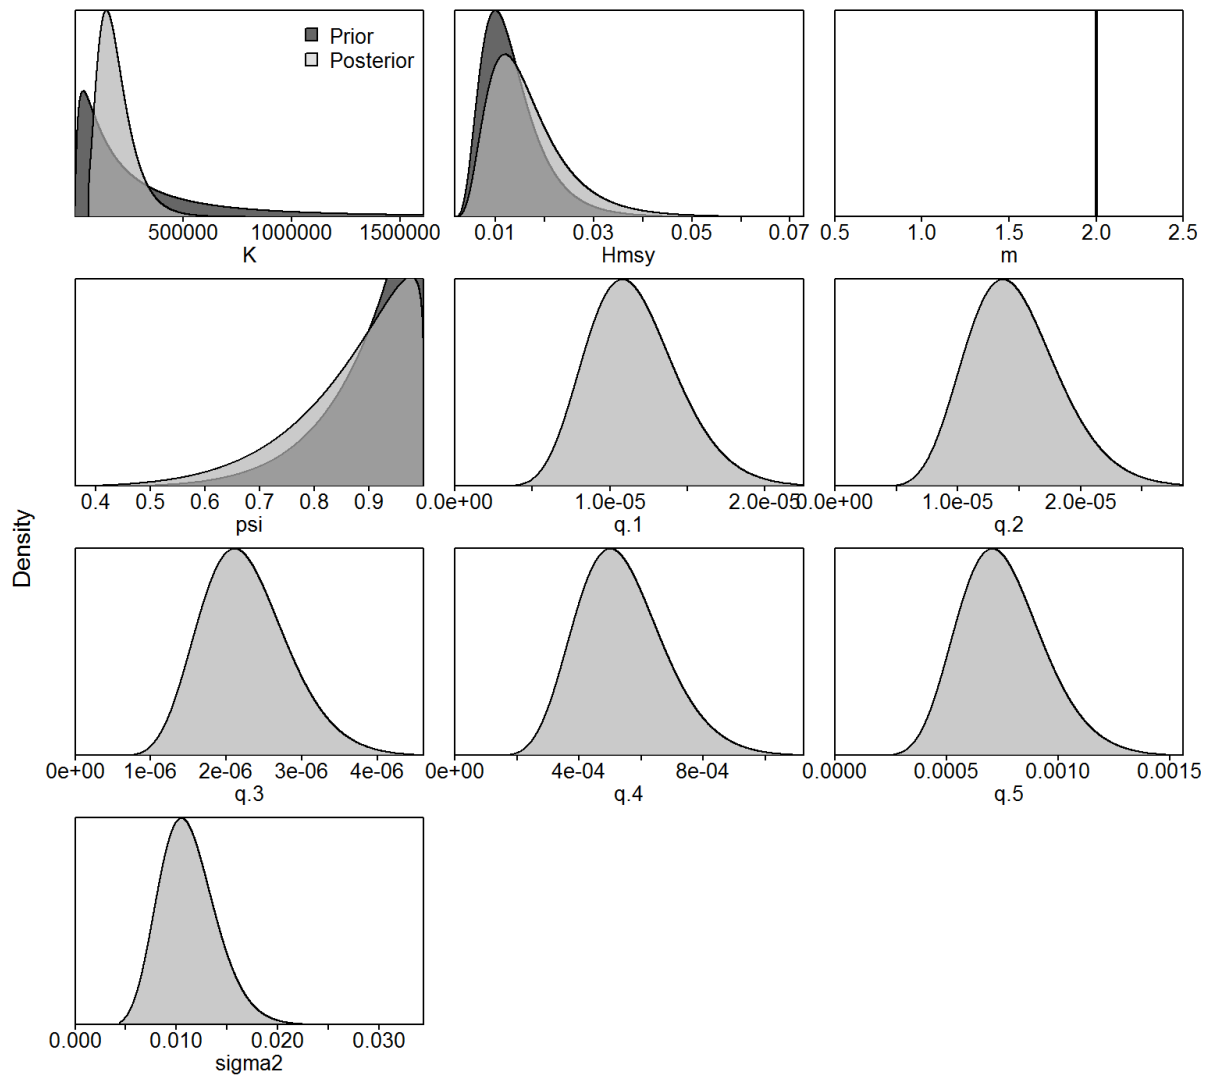 Prior
Posterior
500000 1000000 1500000
K
0.01 0.03 0.05 0.07
Hmsy
0.5 1.0 1.5 2.0 2.5
m
0.4 0.5 0.6 0.7 0.8 0.9
psi
0.0e+00 1.0e-05 2.0e-05
q.1
0.0e+00 1.0e-05 2.0e-05
q.2
Density
0e+00 1e-06 2e-06 3e-06 4e-06
q.3
0e+00 4e-04 8e-04
q.4
0.0000 0.0005 0.0010 0.0015
q.5
0.000 0.010 0.020 0.030
sigma2